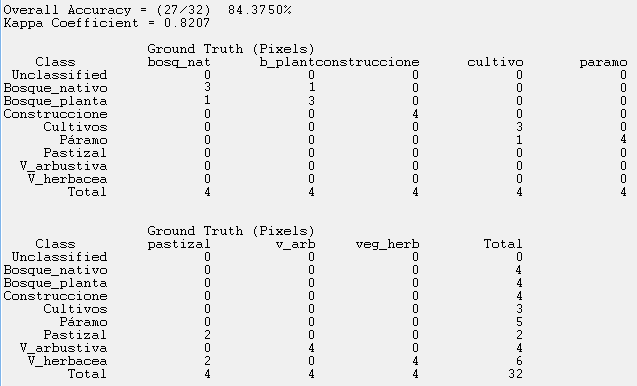 Overall Accuracy = (27/32)  84.3750%
Kappa Coefficient = 0.8207
Ground Truth (Pixels)
Class bosq_nat b_plantconstruccione cultivo paramo
Unclassified 0 0 0 0 0
Bosque_nativo 3 1 0 0 0
Bosque_planta 1 3 0 0 0
Construccione 0 0 4 0 0
Cultivos 0 0 0 3 0
Páramo 0 0 0 1 4
Pastizal 0 0 0 0 0
V_arbustiva 0 0 0 0 0
V_herbacea 0 0 0 0 0
Total 4 4 4 4 4
Ground Truth (Pixels)
Class pastizal v_arb veg_herb Total
Unclassified 0 0 0 0
Bosque_nativo 0 0 0 4
Bosque_planta 0 0 0 4
Construccione 0 0 0 4
Cultivos 0 0 0 3
Páramo 0 0 0 5
Pastizal 2 0 0 2
V_arbustiva 0 4 0 4
V_herbacea 2 0 4 6
Total 4 4 4 32